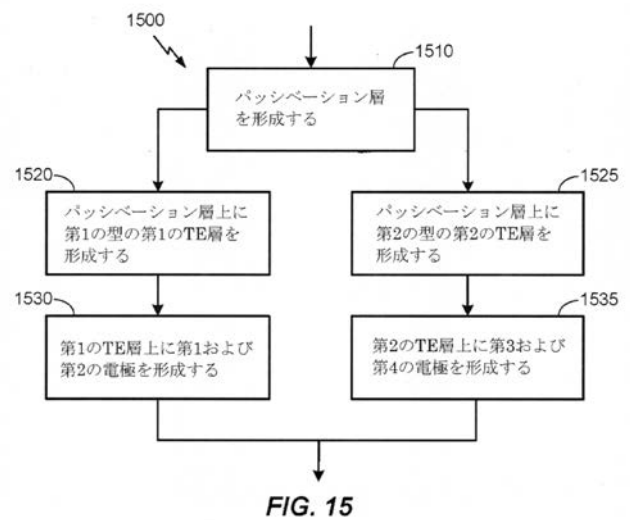 1500
1510
パッシベーション層
を形成する
1520
パッシベーション層上に
第1の型の第1のTE層を
形成する
1525
パッシベーション層上に
第2の型の第2のTE層を
形成する
1530
第1のTE層上に第1および
第2の電極を形成する
1535
第2のTE層上に第3および
第4の電極を形成する
FIG. 15